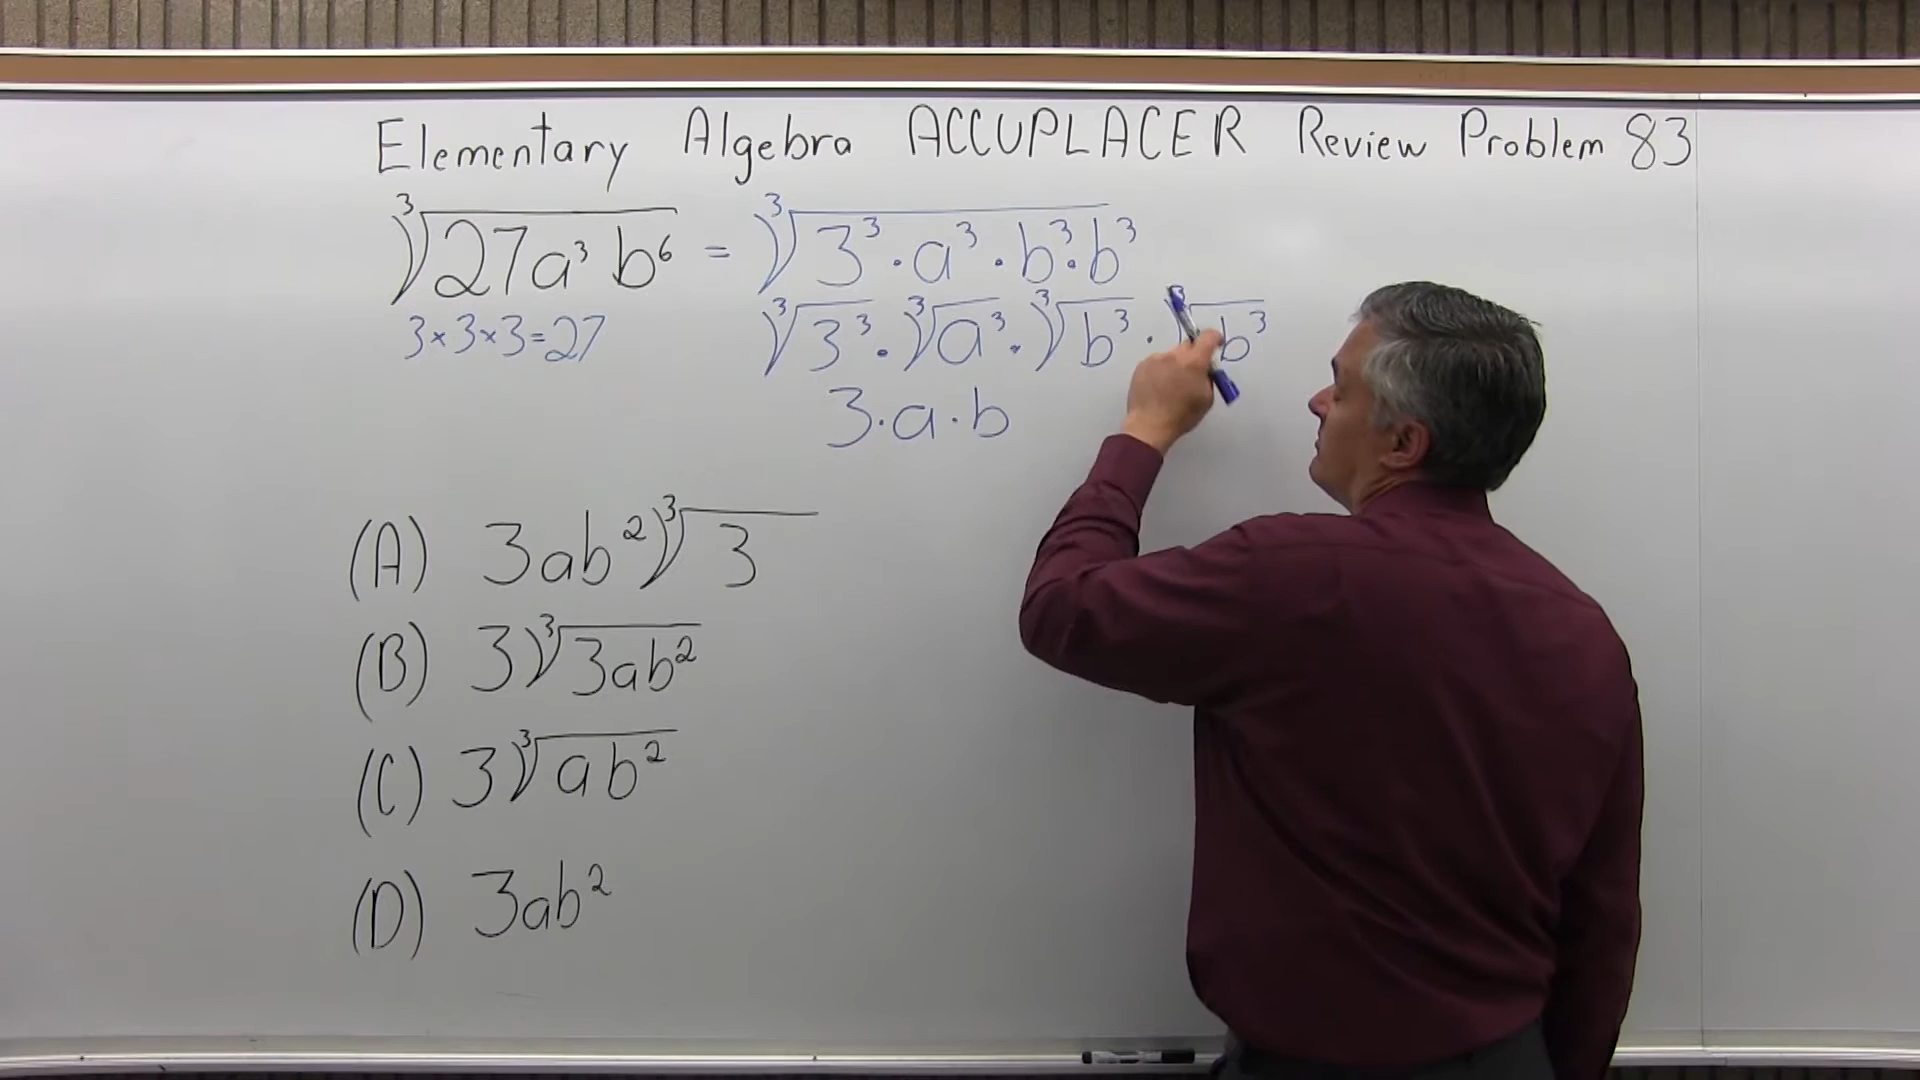 Elementary Algebra ACCUPLACER Review Problem 83
∛(27a³b⁶) = ∛(3³·a³·b³·b³)
3×3×3=27
∛(3³)·∛(a³)·∛(b³)·∛(b³)
3·a·b
(A) 3ab²∛3
(B) 3∛(3ab²)
(C) 3∛(ab²)
(D) 3ab²